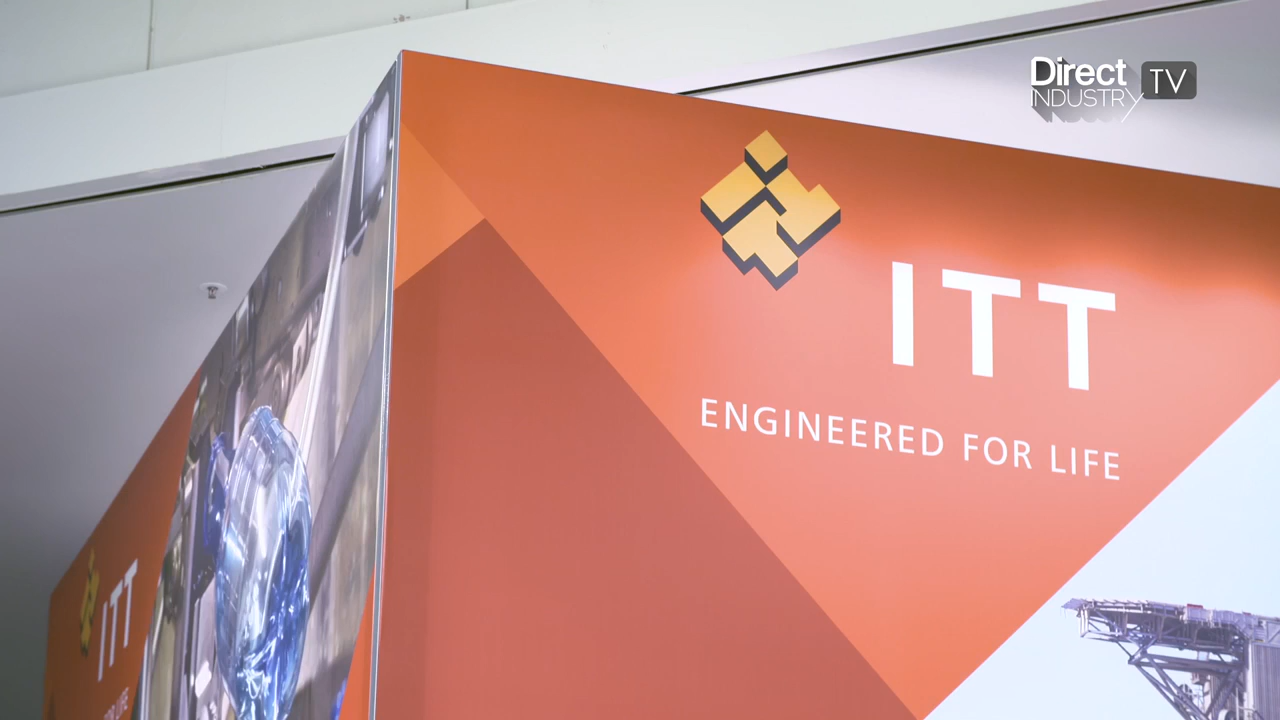 Direct
INDUSTRY
TV
ITT
ENGINEERED FOR LIFE
ITT